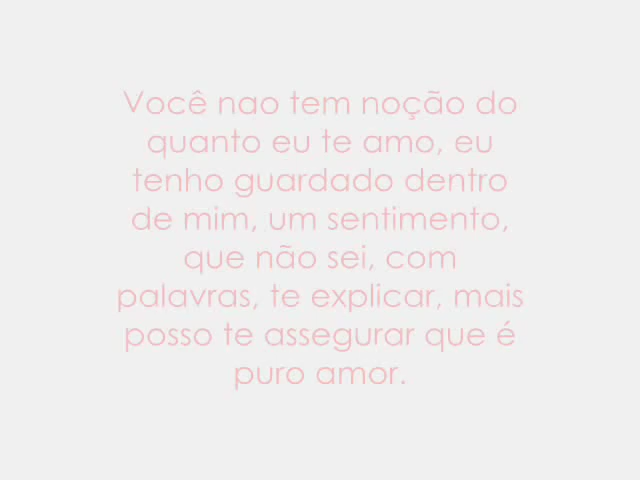 Você nao tem noção do
quanto eu te amo, eu
tenho guardado dentro
de mim, um sentimento,
que não sei, com
palavras, te explicar, mais
posso te assegurar que é
puro amor.